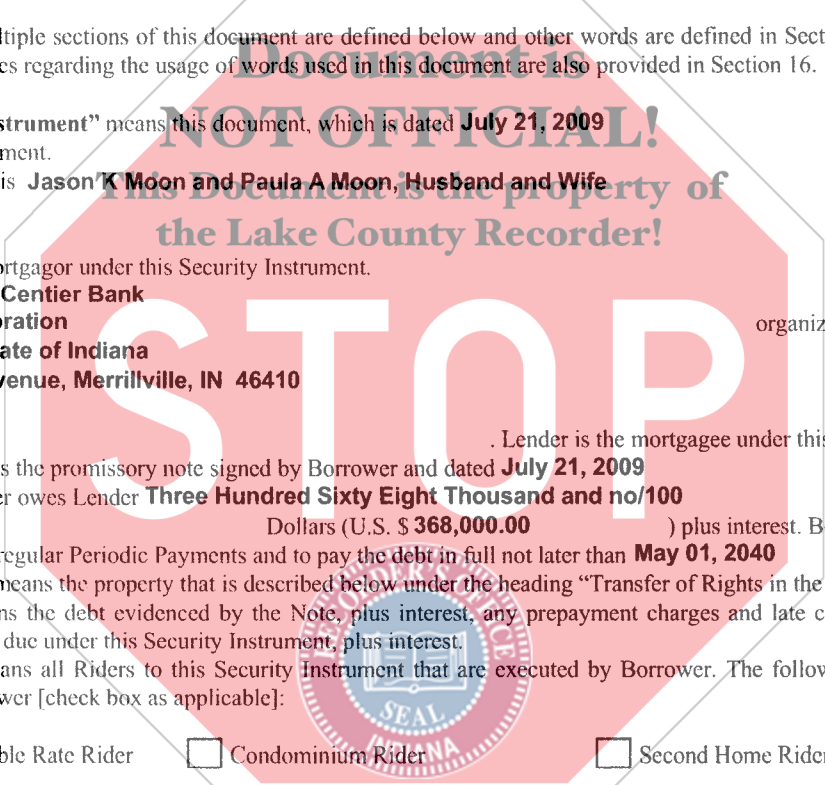 ltiple sections of this document are defined below and other words are defined in Sect
es regarding the usage of words used in this document are also provided in Section 16.
Document is
NOT OFFICIAL!
This Document is the property of
the Lake County Recorder!
strument” means this document, which is dated July 21, 2009
ment.
is Jason K Moon and Paula A Moon, Husband and Wife
ortgagor under this Security Instrument.
Centier Bank
oration organiz
ate of Indiana
venue, Merrillville, IN 46410
STOP
. Lender is the mortgagee under this
s the promissory note signed by Borrower and dated July 21, 2009
er owes Lender Three Hundred Sixty Eight Thousand and no/100
Dollars (U.S. $ 368,000.00 ) plus interest. B
regular Periodic Payments and to pay the debt in full not later than May 01, 2040
means the property that is described below under the heading “Transfer of Rights in the
ns the debt evidenced by the Note, plus interest, any prepayment charges and late c
due under this Security Instrument, plus interest.
ans all Riders to this Security Instrument that are executed by Borrower. The follow
wer [check box as applicable]:
RECORDER'S OFFICE
SEAL
INDIANA
ble Rate Rider Condominium Rider Second Home Rider